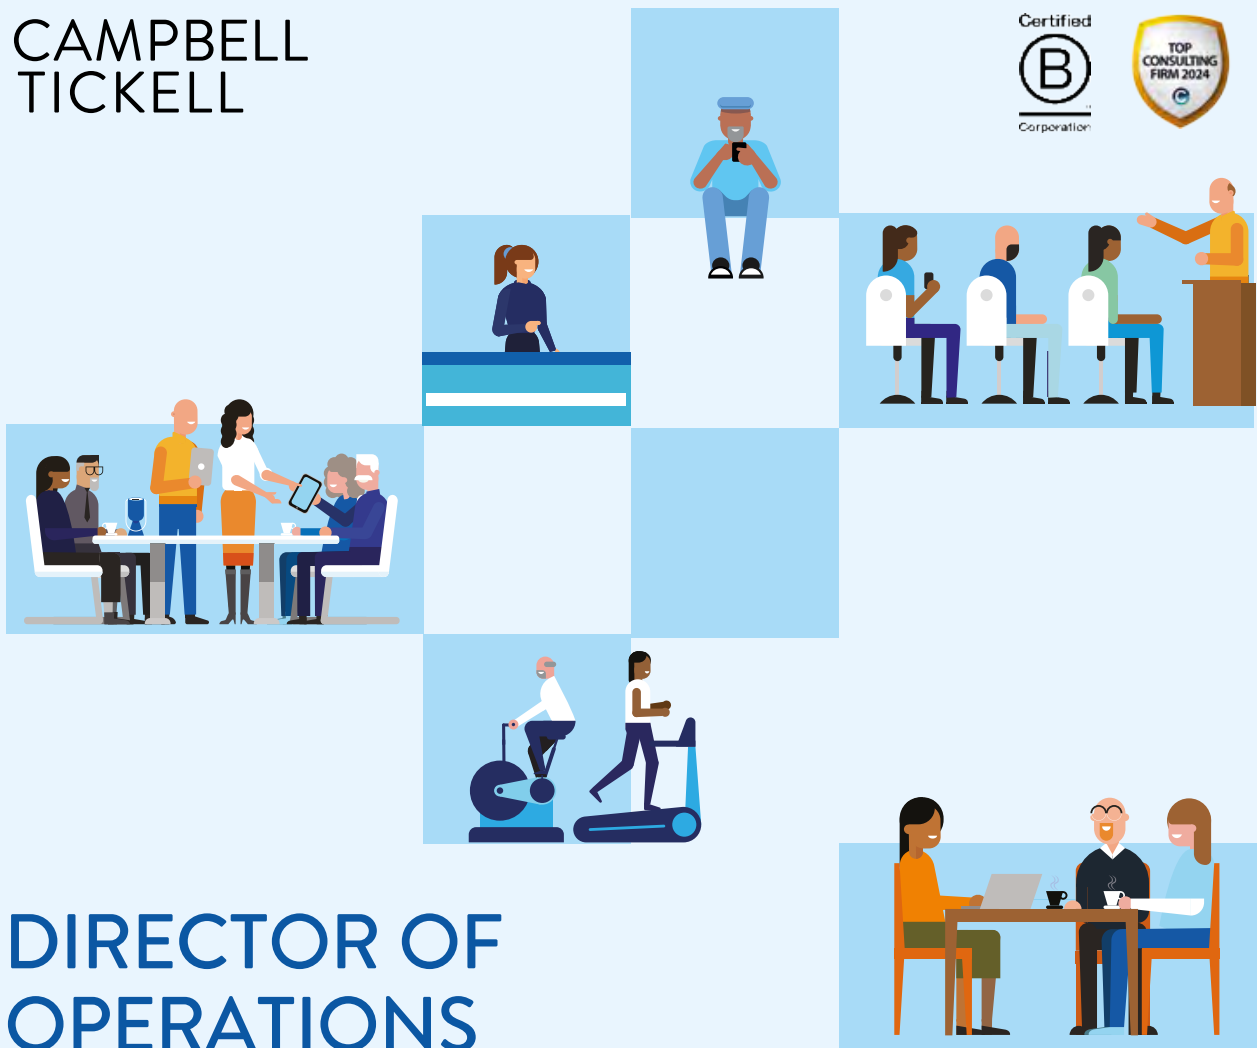 CAMPBELL
TICKELL
Certified
B
Corporation
TOP
CONSULTING
FIRM 2024
DIRECTOR OF
OPERATIONS